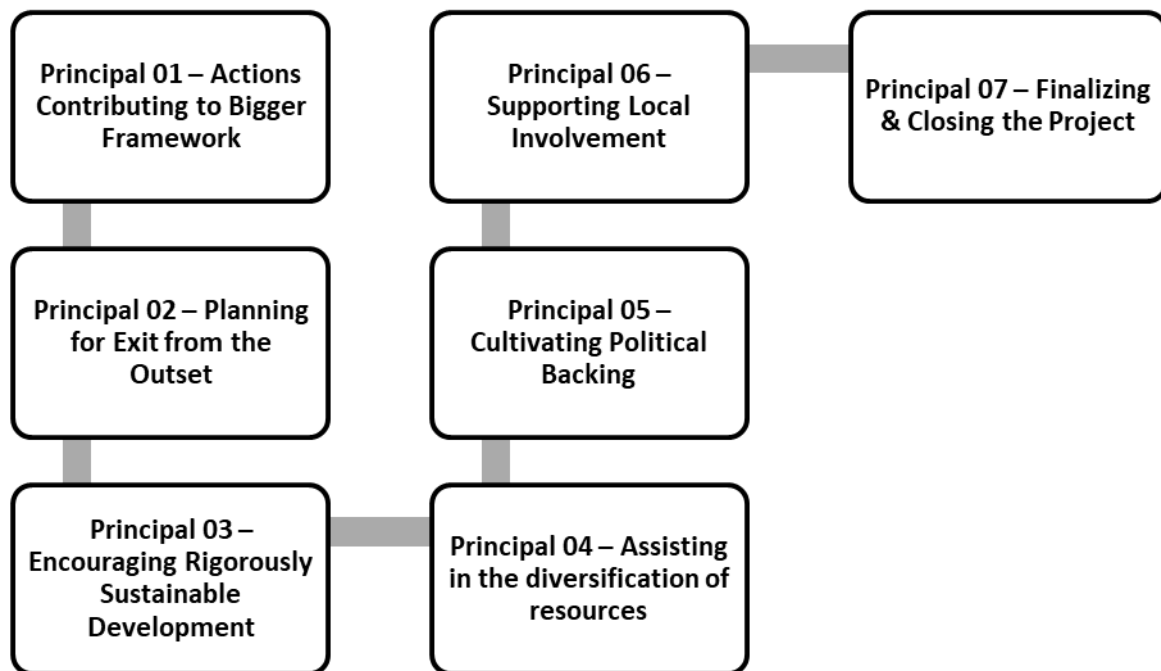 Principal 01 – Actions
Contributing to Bigger
Framework
Principal 02 – Planning
for Exit from the
Outset
Principal 03 –
Encouraging Rigorously
Sustainable
Development
Principal 04 – Assisting
in the diversification of
resources
Principal 05 –
Cultivating Political
Backing
Principal 06 –
Supporting Local
Involvement
Principal 07 – Finalizing
& Closing the Project